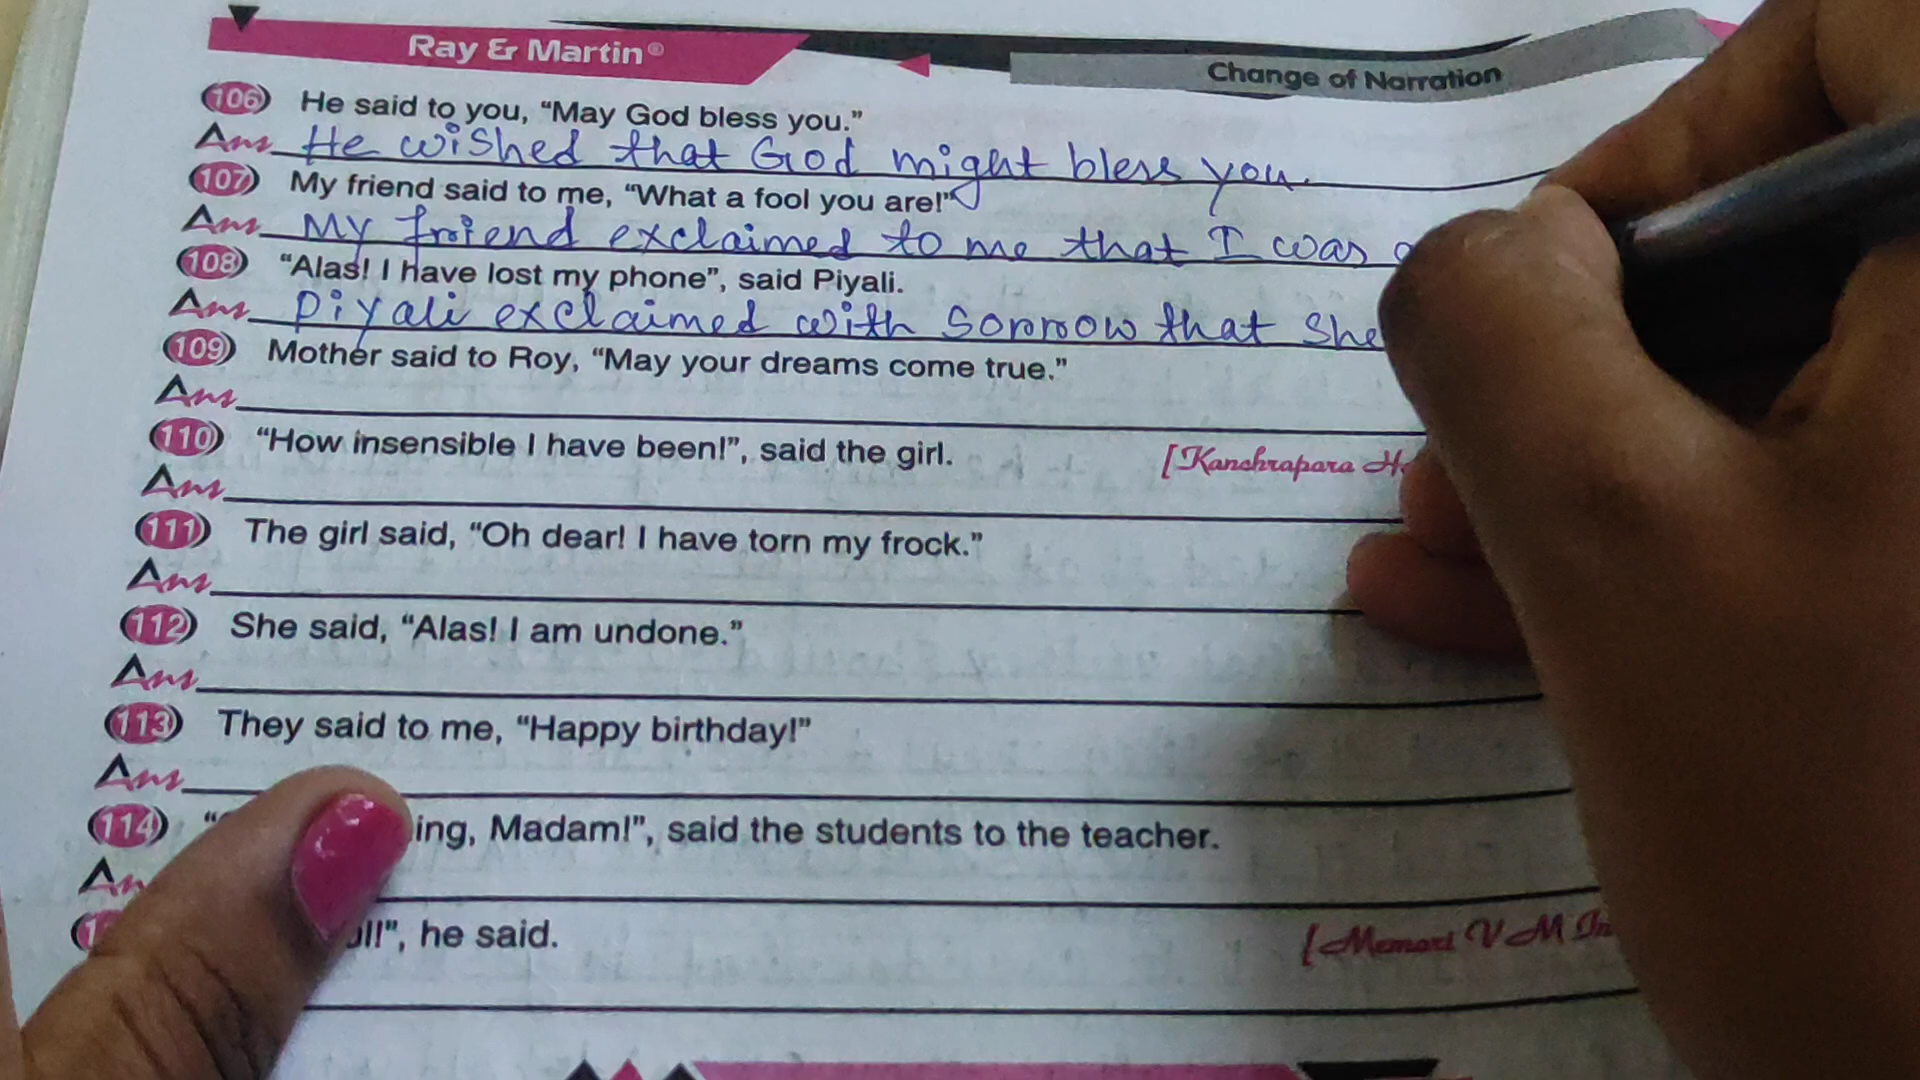 Ray & Martin®
Change of Narration
106 He said to you, “May God bless you.”
Ans He wished that God might bless you.
107 My friend said to me, “What a fool you are!”
Ans My friend exclaimed to me that I was
108 “Alas! I have lost my phone”, said Piyali.
Ans Piyali exclaimed with sorrow that she
109 Mother said to Roy, “May your dreams come true.”
Ans
110 “How insensible I have been!”, said the girl. [Kanchrapara
Ans
111 The girl said, “Oh dear! I have torn my frock.”
Ans
112 She said, “Alas! I am undone.”
Ans
113 They said to me, “Happy birthday!”
Ans
114 ing, Madam!”, said the students to the teacher.
he said. [Memari V M